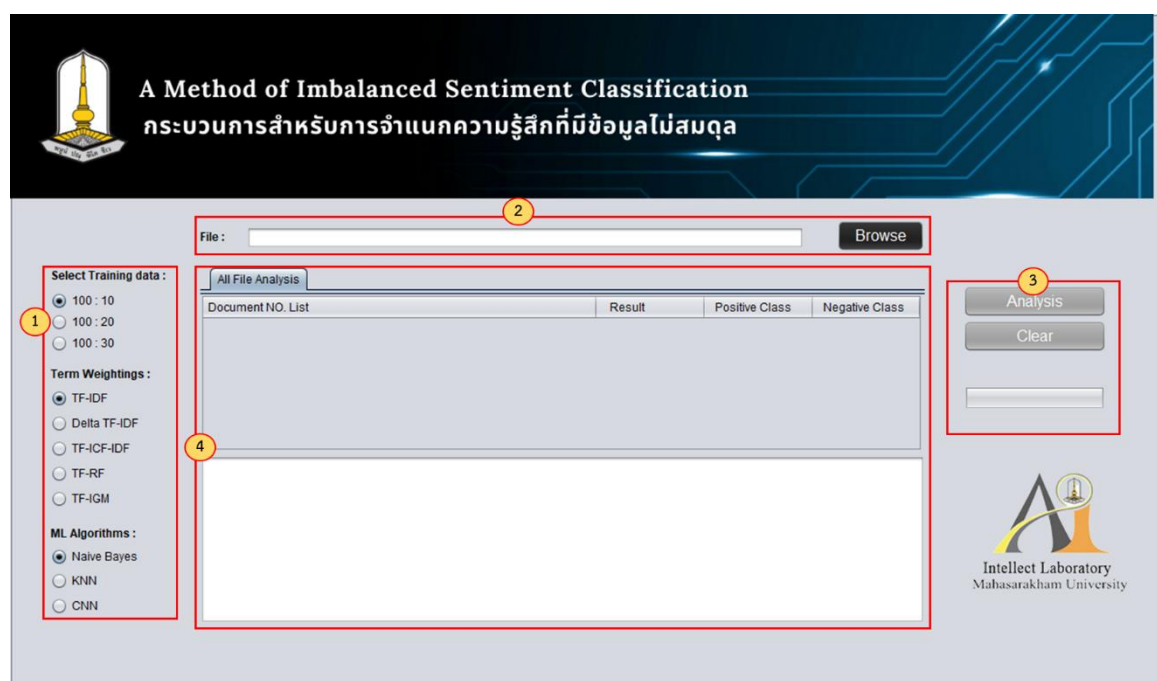 A Method of Imbalanced Sentiment Classification
กระบวนการสำหรับการจำแนกความรู้สึกที่มีข้อมูลไม่สมดุล
2
File :
Browse
Select Training data :
100 : 10
1
100 : 20
100 : 30
Term Weightings :
TF-IDF
Delta TF-IDF
TF-ICF-IDF
TF-RF
TF-IGM
ML Algorithms :
Naive Bayes
KNN
CNN
All File Analysis
Document NO. List Result Positive Class Negative Class
4
3
Analysis
Clear
Intellect Laboratory
Mahasarakham University